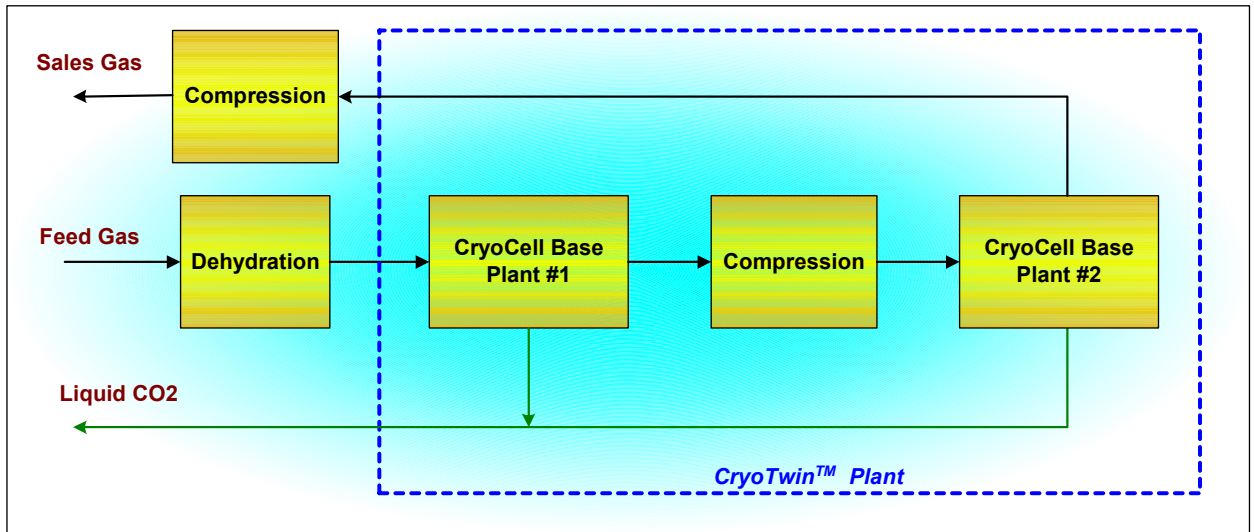 Sales Gas
Compression
Feed Gas
Dehydration
CryoCell Base
Plant #1
Compression
CryoCell Base
Plant #2
Liquid CO2
CryoTwin™ Plant